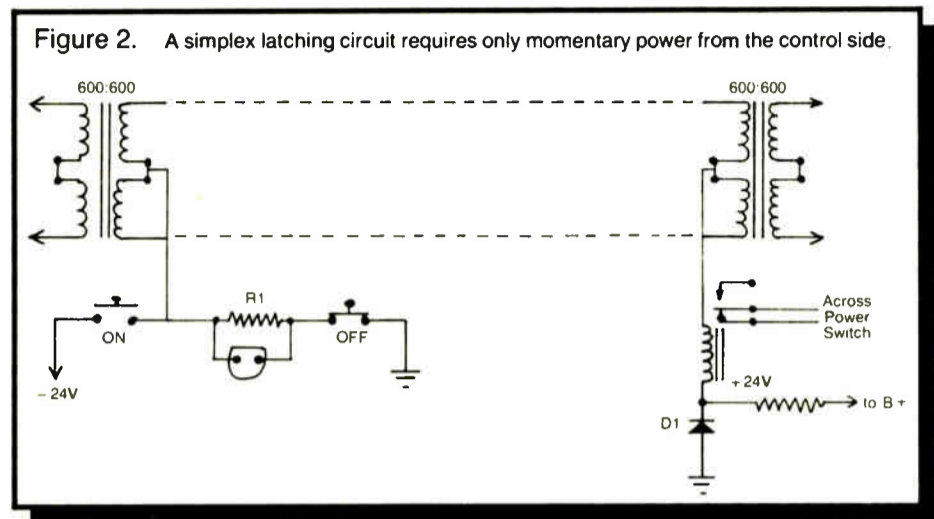 Figure 2. A simplex latching circuit requires only momentary power from the control side.
600:600
600:600
R1
ON
OFF
- 24V
Across
Power
Switch
+ 24V
to B +
D1